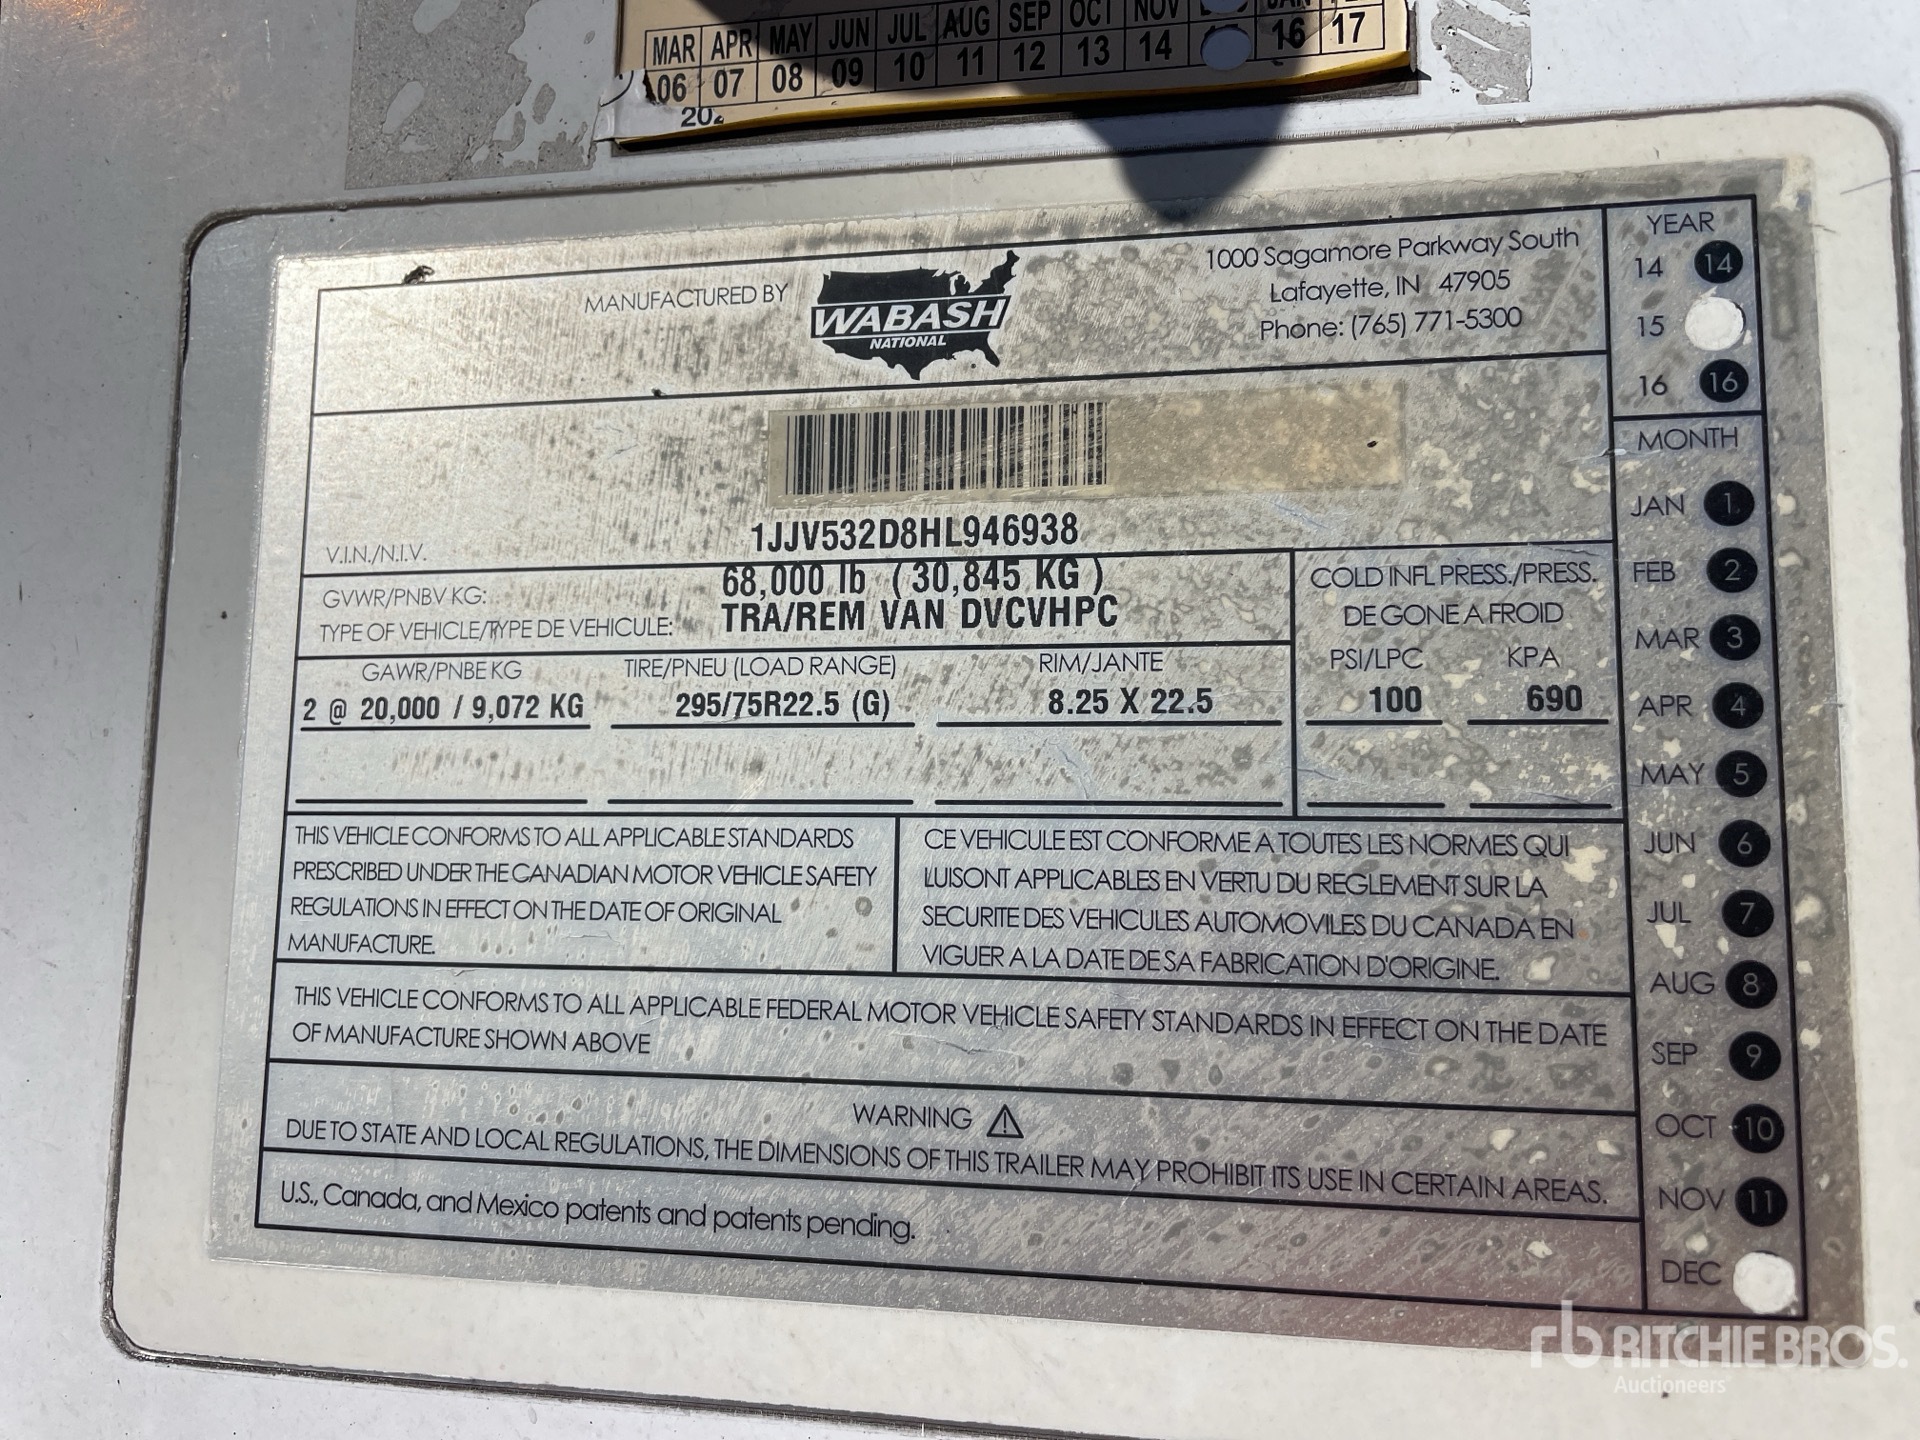 MAR APR MAY JUN JUL AUG SEP OCT NOV
06 07 08 09 10 11 12 13 14 16 17
MANUFACTURED BY
WABASH
NATIONAL
1000 Sagamore Parkway South
Lafayette, IN 47905
Phone: (765) 771-5300
YEAR
14 14
15
16 16
V.I.N./N.I.V.
1JJV532D8HL946938
GVWR/PNBV KG:
68,000 lb ( 30,845 KG )
TYPE OF VEHICLE/TYPE DE VEHICULE:
TRA/REM VAN DVCVHPC
COLD INFL PRESS./PRESS.
DE GONE A FROID
GAWR/PNBE KG TIRE/PNEU (LOAD RANGE) RIM/JANTE PSI/LPC KPA
2 @ 20,000 / 9,072 KG 295/75R22.5 (G) 8.25 X 22.5 100 690
THIS VEHICLE CONFORMS TO ALL APPLICABLE STANDARDS
PRESCRIBED UNDER THE CANADIAN MOTOR VEHICLE SAFETY
REGULATIONS IN EFFECT ON THE DATE OF ORIGINAL
MANUFACTURE.
CE VEHICULE EST CONFORME A TOUTES LES NORMES QUI
LUISONT APPLICABLES EN VERTU DU REGLEMENT SUR LA
SECURITE DES VEHICULES AUTOMOVILES DU CANADA EN
VIGUER A LA DATE DE SA FABRICATION D'ORIGINE.
THIS VEHICLE CONFORMS TO ALL APPLICABLE FEDERAL MOTOR VEHICLE SAFETY STANDARDS IN EFFECT ON THE DATE
OF MANUFACTURE SHOWN ABOVE
WARNING
DUE TO STATE AND LOCAL REGULATIONS, THE DIMENSIONS OF THIS TRAILER MAY PROHIBIT ITS USE IN CERTAIN AREAS.
U.S., Canada, and Mexico patents and patents pending.
MONTH
JAN 1
FEB 2
MAR 3
APR 4
MAY 5
JUN 6
JUL 7
AUG 8
SEP 9
OCT 10
NOV 11
DEC
rb RITCHIE BROS.
Auctioneers